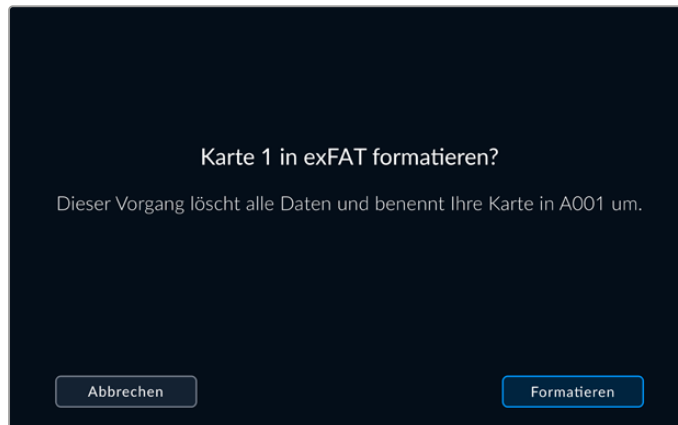 Karte 1 in exFAT formatieren?
Dieser Vorgang löscht alle Daten und benennt Ihre Karte in A001 um.
Abbrechen
Formatieren